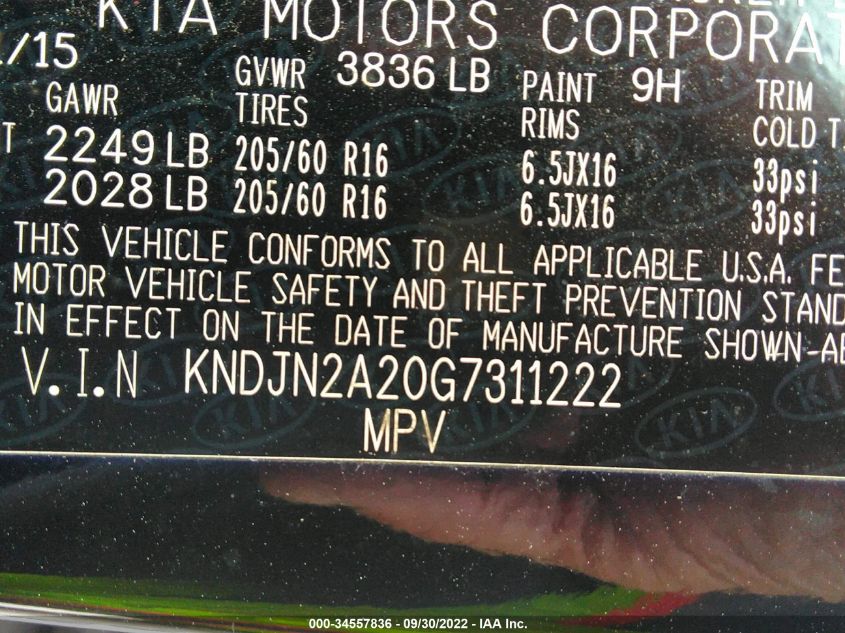 KIA MOTORS CORPORAT
/15 GVWR 3836 LB PAINT 9H TRIM
GAWR TIRES RIMS COLD T
T 2249 LB 205/60 R16 6.5JX16 33psi
2028 LB 205/60 R16 6.5JX16 33psi
THIS VEHICLE CONFORMS TO ALL APPLICABLE U.S.A. FE
MOTOR VEHICLE SAFETY AND THEFT PREVENTION STAND
IN EFFECT ON THE DATE OF MANUFACTURE SHOWN-AB
V.I.N KNDJN2A20G7311222
MPV
000-34557836 - 09/30/2022 - IAA Inc.